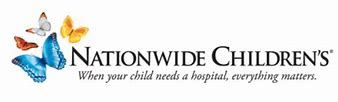 NATIONWIDE CHILDREN'S®
When your child needs a hospital, everything matters.